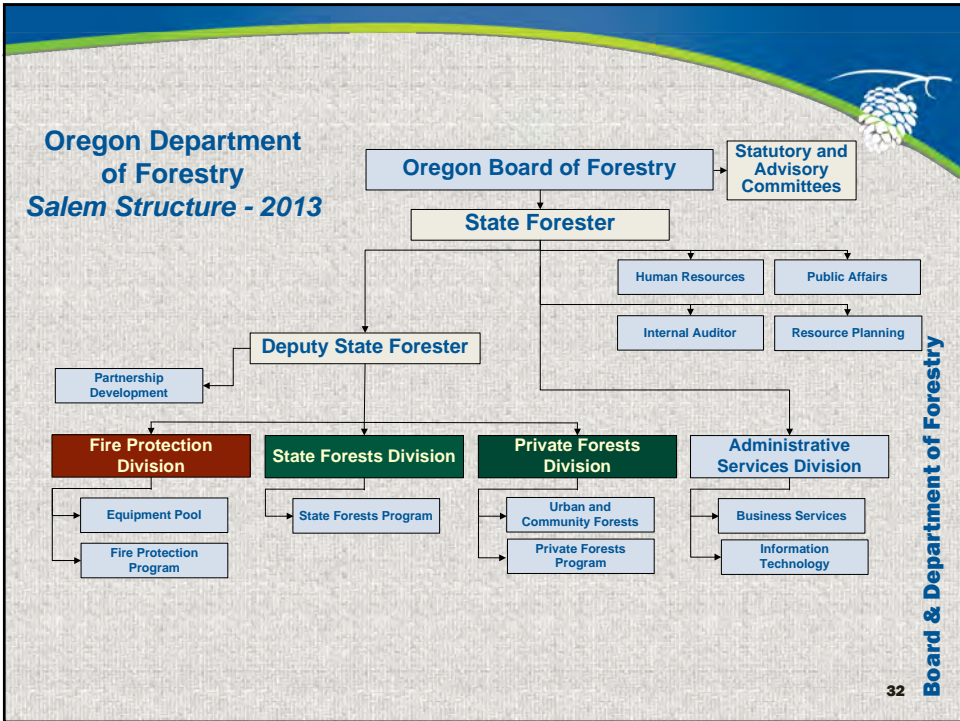 Oregon Department
of Forestry
Salem Structure - 2013
Oregon Board of Forestry
Statutory and
Advisory
Committees
State Forester
Human Resources
Public Affairs
Internal Auditor
Resource Planning
Deputy State Forester
Partnership
Development
Fire Protection
Division
State Forests Division
Private Forests
Division
Administrative
Services Division
Equipment Pool
Fire Protection
Program
State Forests Program
Urban and
Community Forests
Private Forests
Program
Business Services
Information
Technology
Board & Department of Forestry
32